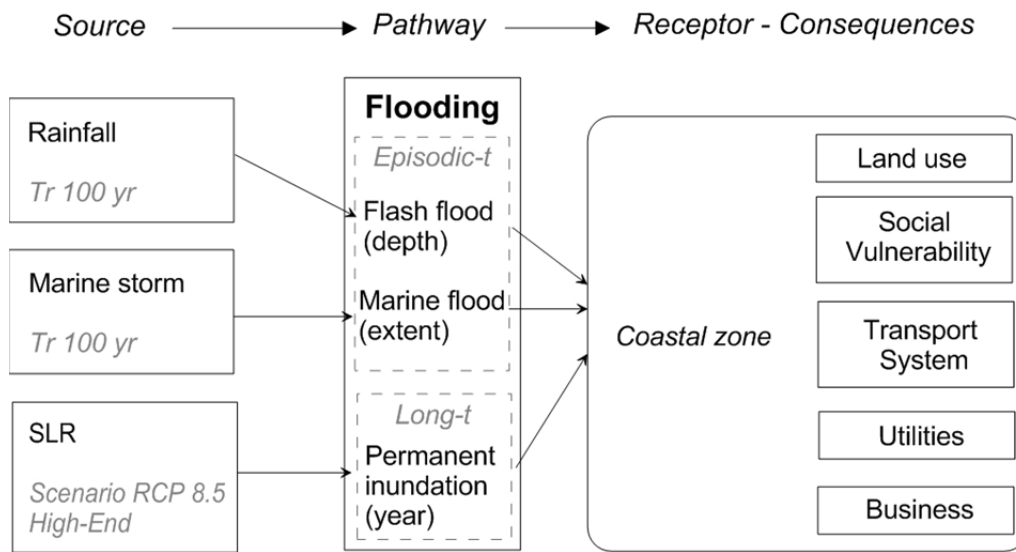 Source
Pathway
Receptor - Consequences
Rainfall
Tr 100 yr
Marine storm
Tr 100 yr
SLR
Scenario RCP 8.5
High-End
Flooding
Episodic-t
Flash flood
(depth)
Marine flood
(extent)
Long-t
Permanent
inundation
(year)
Coastal zone
Land use
Social
Vulnerability
Transport
System
Utilities
Business